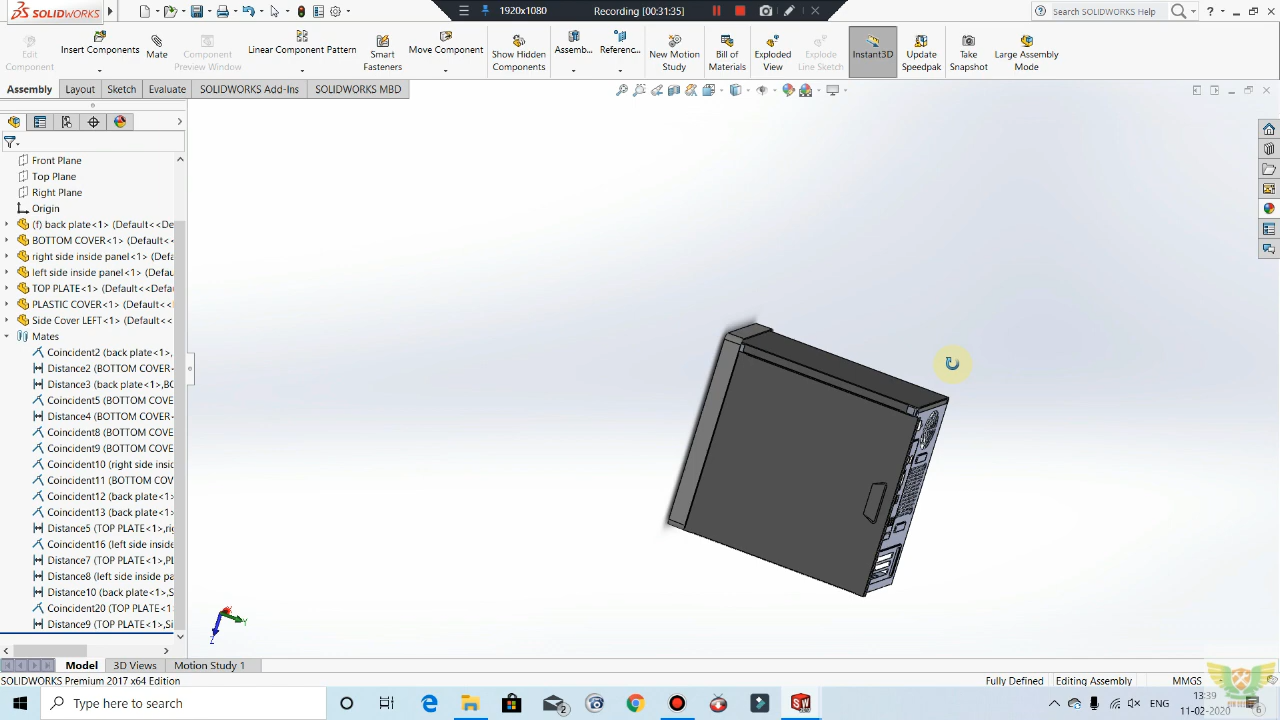 SOLIDWORKS
1920x1080
Recording [00:31:35]
Search SOLIDWORKS Help
Edit Component
Insert Components
Mate
Component Preview Window
Linear Component Pattern
Smart Fasteners
Move Component
Show Hidden Components
Assemb...
Referenc...
New Motion Study
Bill of Materials
Exploded View
Explode Line Sketch
Instant3D
Update Speedpak
Take Snapshot
Large Assembly Mode
Assembly
Layout
Sketch
Evaluate
SOLIDWORKS Add-Ins
SOLIDWORKS MBD
Front Plane
Top Plane
Right Plane
Origin
(f) back plate<1> (Default<<De
BOTTOM COVER<1> (Default<<
right side inside panel<1> (Defa
left side inside panel<1> (Defau
TOP PLATE<1> (Default<<Defa
PLASTIC COVER<1> (Default<<
Side Cover LEFT<1> (Default<<
Mates
Coincident2 (back plate<1>,
Distance2 (BOTTOM COVER<
Distance3 (back plate<1>,BO
Coincident5 (BOTTOM COVE
Distance4 (BOTTOM COVER<
Coincident8 (BOTTOM COVE
Coincident9 (BOTTOM COVE
Coincident10 (right side insid
Coincident11 (BOTTOM COV
Coincident12 (back plate<1>
Coincident13 (back plate<1>
Distance5 (TOP PLATE<1>,rig
Coincident16 (left side inside
Distance7 (TOP PLATE<1>,PL
Distance8 (left side inside pa
Distance10 (back plate<1>,S
Coincident20 (TOP PLATE<1
Distance9 (TOP PLATE<1>,Si
Y
Z
Model
3D Views
Motion Study 1
SOLIDWORKS Premium 2017 x64 Edition
Fully Defined
Editing Assembly
MMGS
Type here to search
2
ENG
13:39
11-02-2020
6